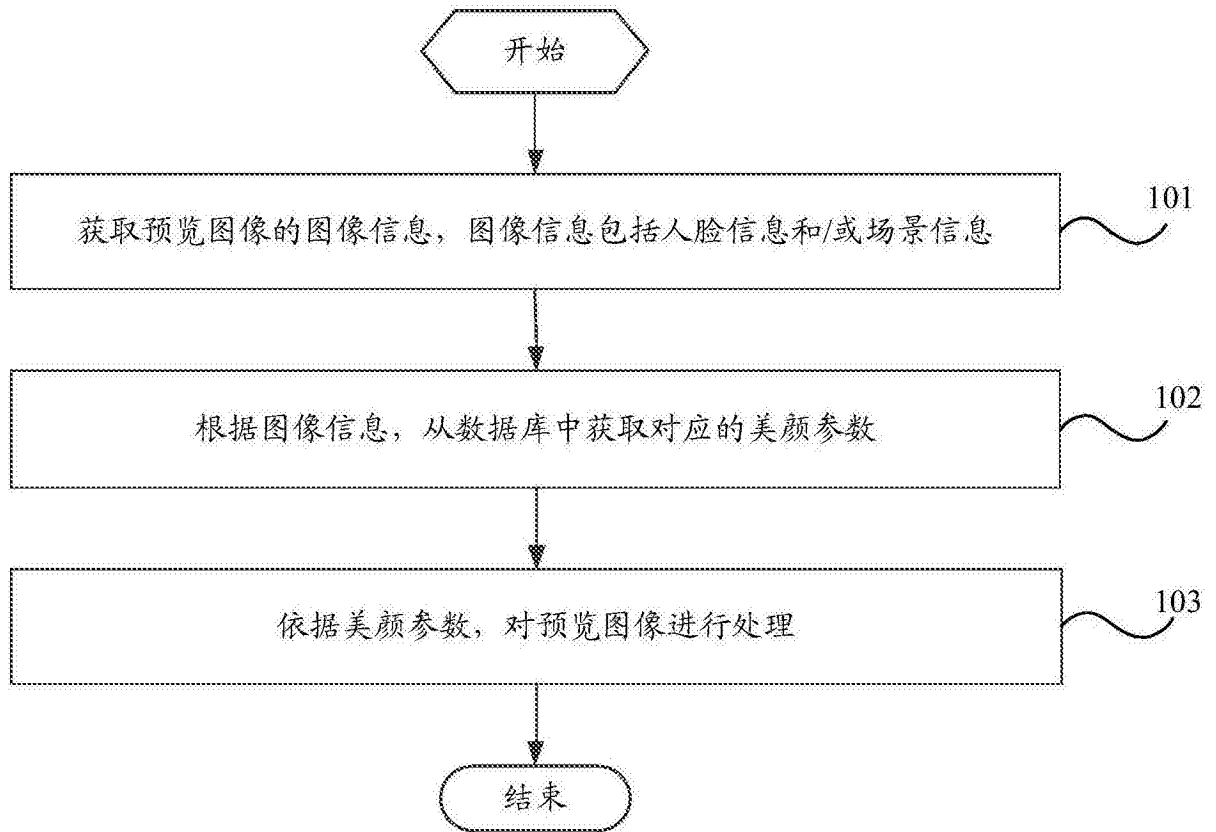 开始
获取预览图像的图像信息，图像信息包括人脸信息和/或场景信息
101
根据图像信息，从数据库中获取对应的美颜参数
102
依据美颜参数，对预览图像进行处理
103
结束